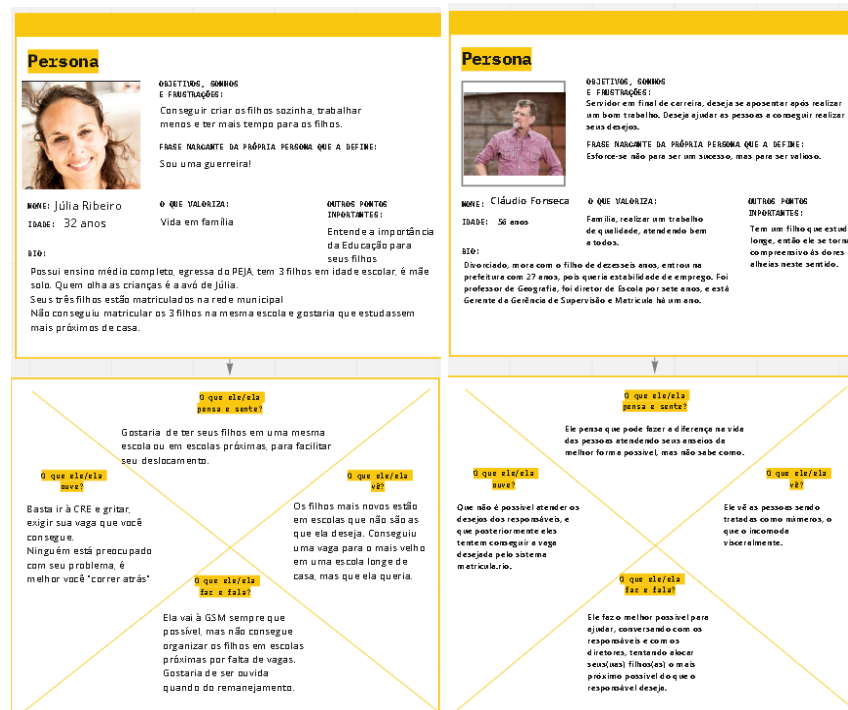 Persona
OBJETIVOS, SONHOS
E FRUSTRAÇÕES:
Conseguir criar os filhos sozinha, trabalhar
menos e ter mais tempo para os filhos.
FRASE MARCANTE DA PRÓPRIA PERSONA QUE A DEFINE:
Sou uma guerreira!
NOME: Júlia Ribeiro
IDADE: 32 anos
O QUE VALORIZA:
Vida em família
OUTROS PONTOS
IMPORTANTES:
Entende a importância
da Educação para
seus filhos
BIO:
Possui ensino médio completo, egressa do PEJA, tem 3 filhos em idade escolar, é mãe
solo. Quem olha as crianças é a avó de Júlia.
Seus três filhos estão matriculados na rede municipal
Não conseguiu matricular os 3 filhos na mesma escola e gostaria que estudassem
mais próximos de casa.
O que ele/ela
pensa e sente?
Gostaria de ter seus filhos em uma mesma
escola ou em escolas próximas, para facilitar
seu deslocamento.
O que ele/ela
ouve?
Basta ir à CRE e gritar,
exigir sua vaga que você
consegue.
Ninguém está preocupado
com seu problema, é
melhor você "correr atrás"
O que ele/ela
vê?
Os filhos mais novos estão
em escolas que não são as
que ela deseja. Conseguiu
uma vaga para o mais velho
em uma escola longe de
casa, mas que ela queria.
O que ele/ela
faz e fala?
Ela vai à GSM sempre que
possível, mas não consegue
organizar os filhos em escolas
próximas por falta de vagas.
Gostaria de ser ouvida
quando do remanejamento.
Persona
OBJETIVOS, SONHOS
E FRUSTRAÇÕES:
Servidor em final de carreira, deseja se aposentar após realizar
um bom trabalho. Deseja ajudar as pessoas a conseguir realizar
seus desejos.
FRASE MARCANTE DA PRÓPRIA PERSONA QUE A DEFINE:
Esforce-se não para ser um sucesso, mas para ser valioso.
NOME: Cláudio Fonseca
IDADE: 56 anos
O QUE VALORIZA:
Família, realizar um trabalho
de qualidade, atendendo bem
a todos.
OUTROS PONTOS
IMPORTANTES:
Tem um filho que estud
longe, então ele se torna
compreensivo às dores
alheias neste sentido.
BIO:
Divorciado, mora com o filho de dezesseis anos, entrou na
prefeitura com 27 anos, pois queria estabilidade de emprego. Foi
professor de Geografia, foi diretor de Escola por sete anos, e está
Gerente da Gerência de Supervisão e Matrícula há um ano.
O que ele/ela
pensa e sente?
Ele pensa que pode fazer a diferença na vida
das pessoas atendendo seus anseios da
melhor forma possível, mas não sabe como.
O que ele/ela
ouve?
Que não é possível atender os
desejos dos responsáveis, e
que posteriormente eles
tentem conseguir a vaga
desejada pelo sistema
matricula.rio.
O que ele/ela
vê?
Ele vê as pessoas sendo
tratadas como números, o
que o incomoda
visceralmente.
O que ele/ela
faz e fala?
Ele faz o melhor possível para
ajudar, conversando com os
responsáveis e com os
diretores, tentando alocar
seus(uas) filhos(as) o mais
próximo possível do que o
responsável deseja.